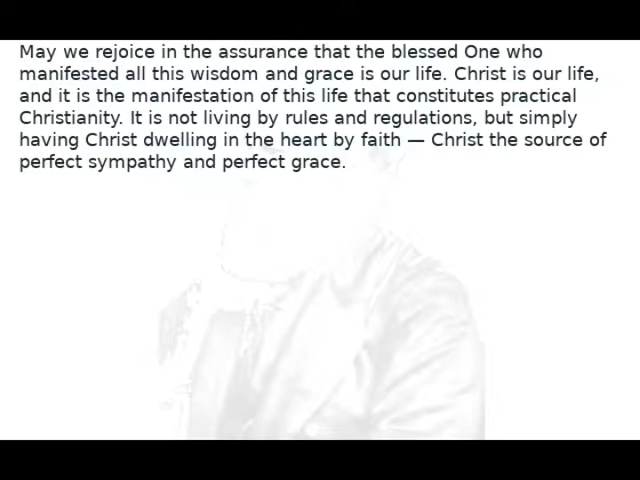 May we rejoice in the assurance that the blessed One who
manifested all this wisdom and grace is our life. Christ is our life,
and it is the manifestation of this life that constitutes practical
Christianity. It is not living by rules and regulations, but simply
having Christ dwelling in the heart by faith — Christ the source of
perfect sympathy and perfect grace.